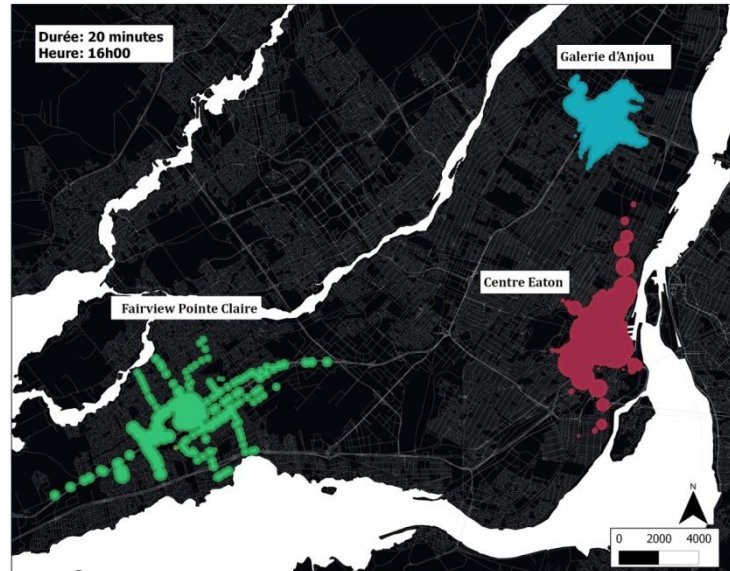 Durée: 20 minutes
Heure: 16h00
Galerie d'Anjou
Centre Eaton
Fairview Pointe Claire
N
0 2000 4000